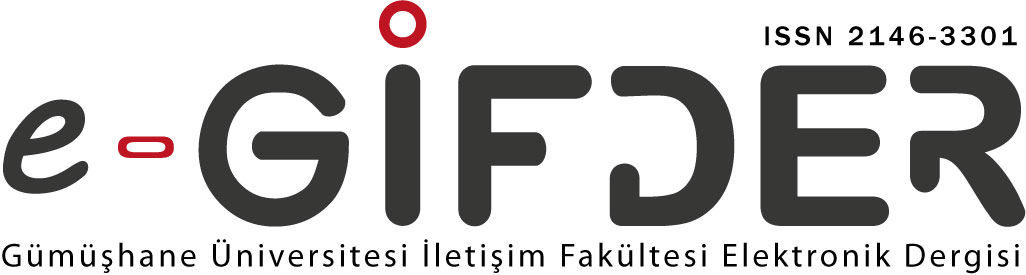 ISSN 2146-3301
e-GİFDER
Gümüşhane Üniversitesi İletişim Fakültesi Elektronik Dergisi